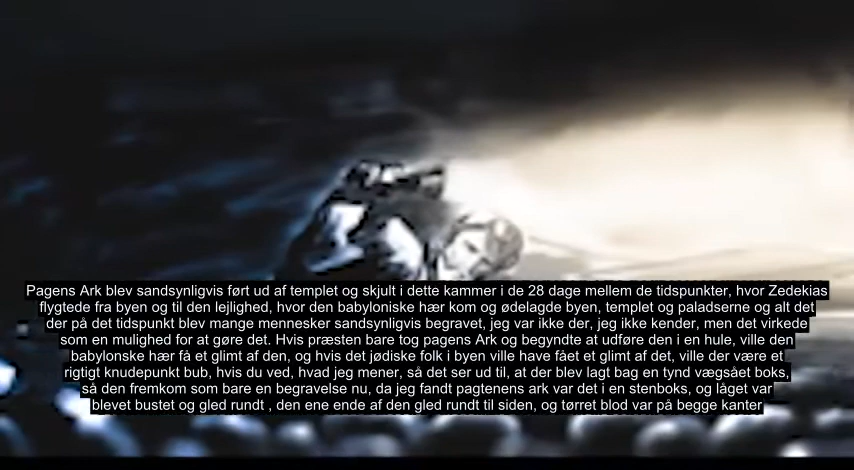 Pagens Ark blev sandsynligvis ført ud af templet og skjult i dette kammer i de 28 dage mellem de tidspunkter, hvor Zedekias
flygtede fra byen og til den lejlighed, hvor den babyloniske hær kom og ødelagde byen, templet og paladserne og alt det
der på det tidspunkt blev mange mennesker sandsynligvis begravet, jeg var ikke der, jeg ikke kender, men det virkede
som en mulighed for at gøre det. Hvis præsten bare tog pagens Ark og begyndte at udføre den i en hule, ville den
babylonske hær få et glimt af den, og hvis det jødiske folk i byen ville have fået et glimt af det, ville der være et
rigtigt knudepunkt bub, hvis du ved, hvad jeg mener, så det ser ud til, at der blev lagt bag en tynd vægsået boks,
så den fremkom som bare en begravelse nu, da jeg fandt pagtenens ark var det i en stenboks, og låget var
blevet bustet og gled rundt , den ene ende af den gled rundt til siden, og tørret blod var på begge kanter